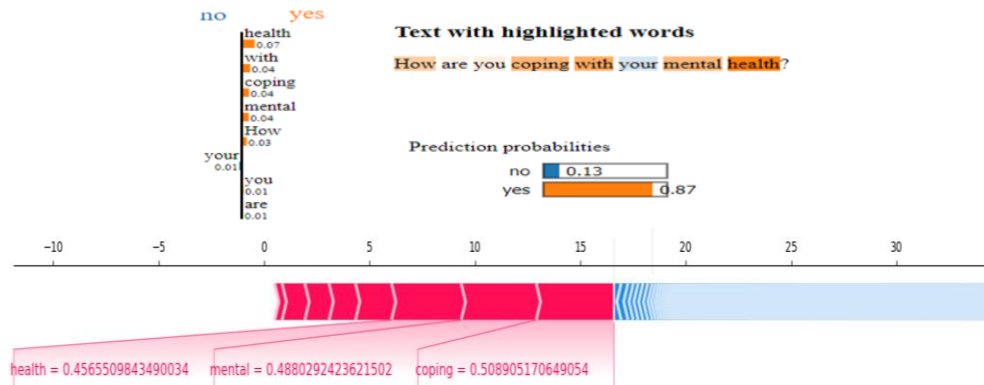 no yes
health
0.07
with
0.04
coping
0.04
mental
0.04
How
0.03
your
0.01
you
0.01
are
0.01
Text with highlighted words
How are you coping with your mental health?
Prediction probabilities
no 0.13
yes 0.87
−10 −5 0 5 10 15 20 25 30
health = 0.4565509843490034 mental = 0.4880292423621502 coping = 0.508905170649054